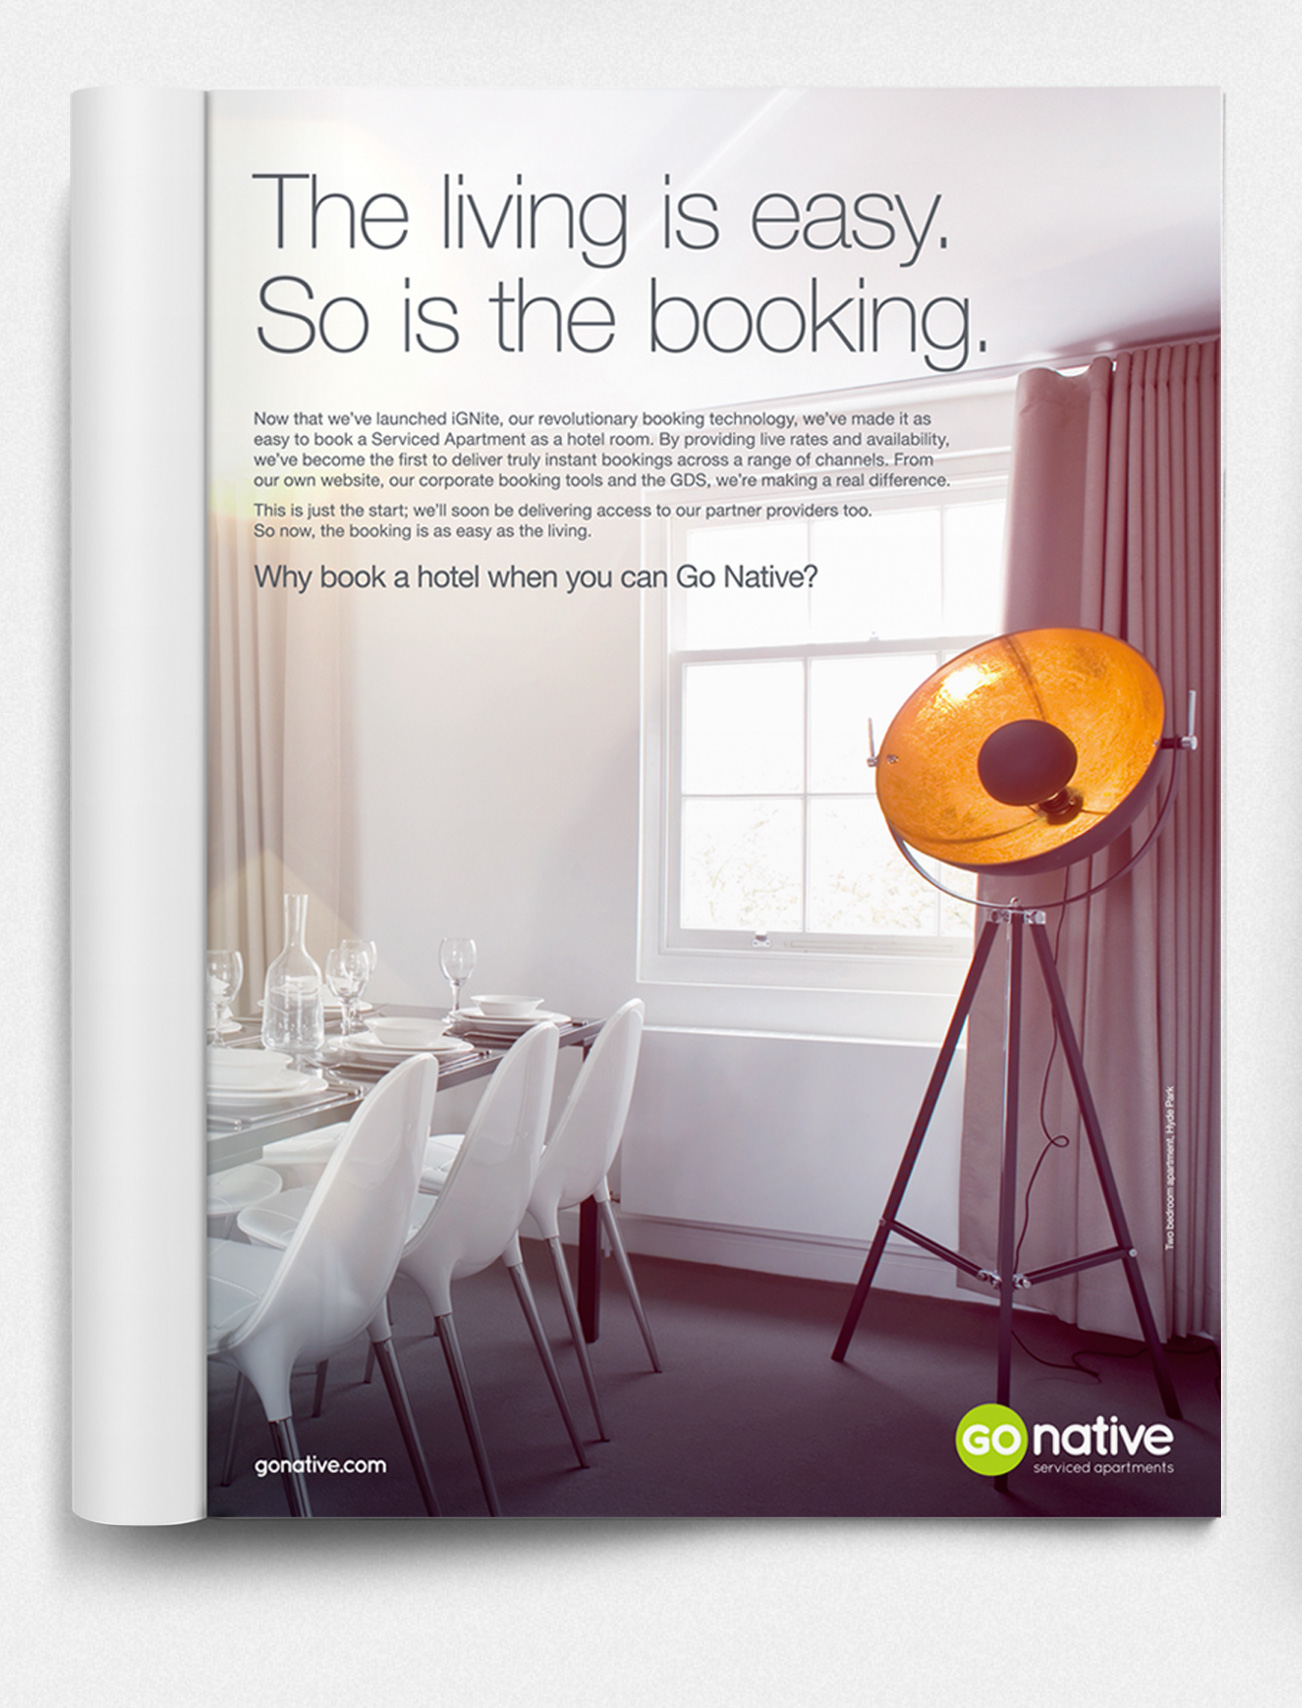 The living is easy.
So is the booking.
Now that we've launched iGNite, our revolutionary booking technology, we've made it as
easy to book a Serviced Apartment as a hotel room. By providing live rates and availability,
we've become the first to deliver truly instant bookings across a range of channels. From
our own website, our corporate booking tools and the GDS, we're making a real difference.
This is just the start; we'll soon be delivering access to our partner providers too.
So now, the booking is as easy as the living.
Why book a hotel when you can Go Native?
Two bedroom apartment, Hyde Park
gonative.com
GO native
serviced apartments